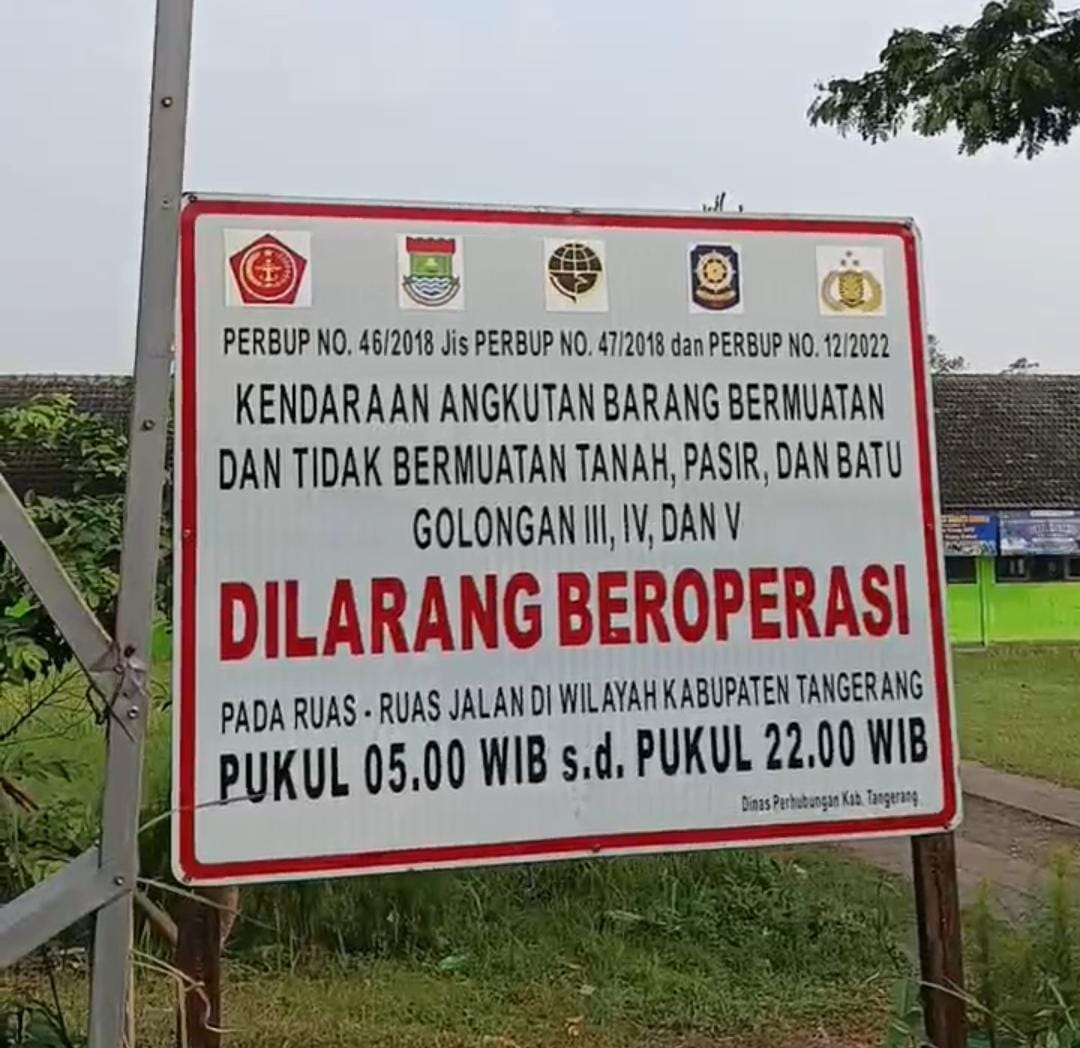 PERBUP NO. 46/2018 Jis PERBUP NO. 47/2018 dan PERBUP NO. 12/2022
KENDARAAN ANGKUTAN BARANG BERMUATAN
DAN TIDAK BERMUATAN TANAH, PASIR, DAN BATU
GOLONGAN III, IV, DAN V
DILARANG BEROPERASI
PADA RUAS - RUAS JALAN DI WILAYAH KABUPATEN TANGERANG
PUKUL 05.00 WIB s.d. PUKUL 22.00 WIB
Dinas Perhubungan Kab. Tangerang